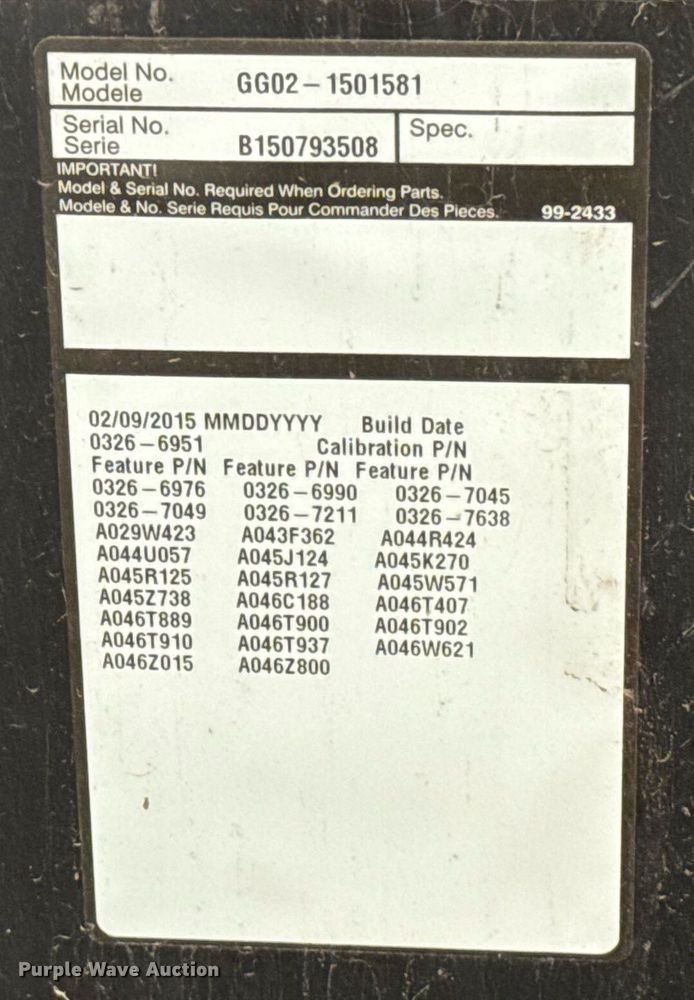 Model No.
Modele
GG02-1501581
Serial No.
Serie
B150793508
Spec.
IMPORTANT!
Model & Serial No. Required When Ordering Parts.
Modele & No. Serie Requis Pour Commander Des Pieces. 99-2433
02/09/2015 MMDDYYYY Build Date
0326-6951 Calibration P/N
Feature P/N Feature P/N Feature P/N
0326-6976 0326-6990 0326-7045
0326-7049 0326-7211 0326-7638
A029W423 A043F362 A044R424
A044U057 A045J124 A045K270
A045R125 A045R127 A045W571
A045Z738 A046C188 A046T407
A046T889 A046T900 A046T902
A046T910 A046T937 A046W621
A046Z015 A046Z800
Purple Wave Auction